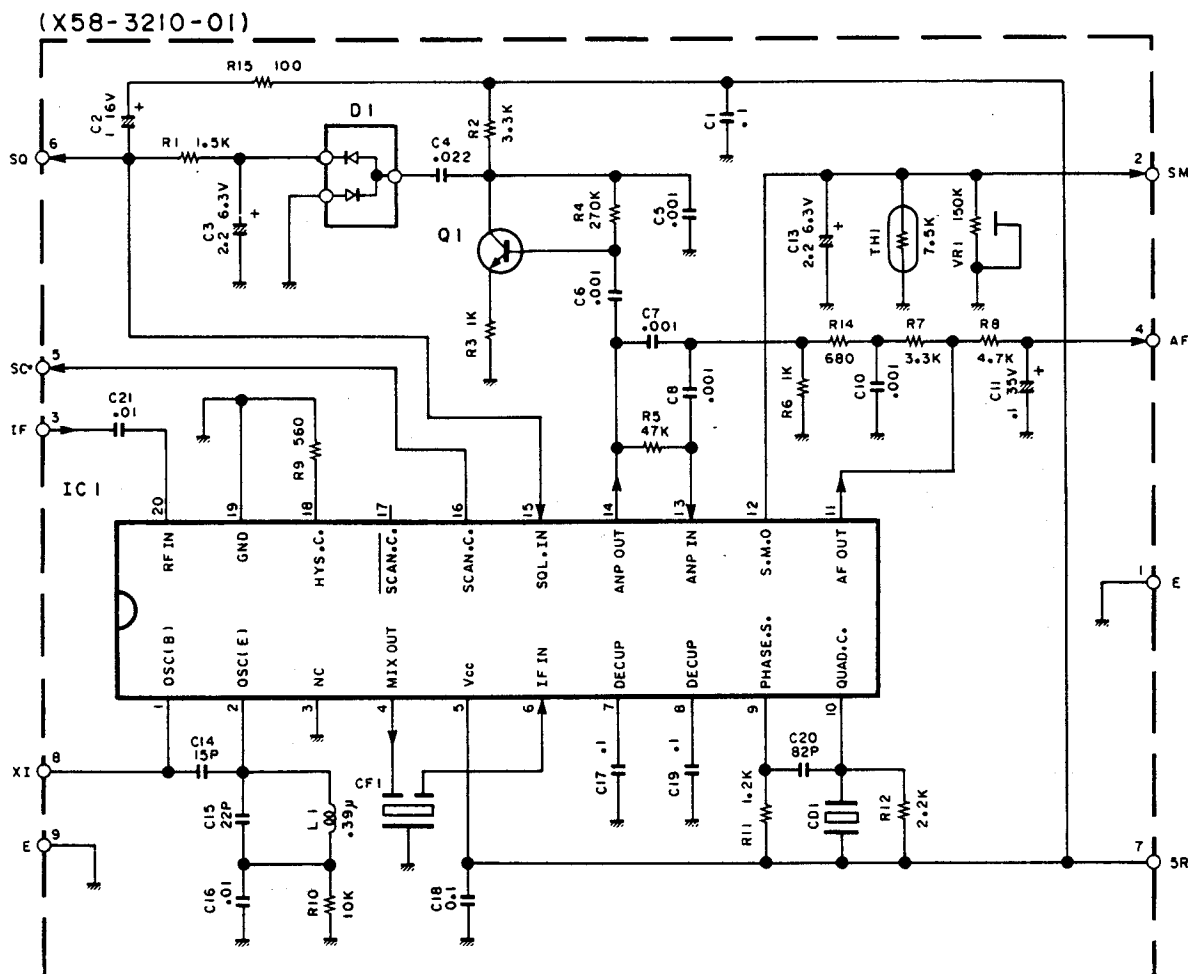 (X58-3210-01)
R15 100
C2 1 16V +
D1
R2 3.3K
C1 .1
SQ 6
R1 1.5K
C4 .022
2 SM
C3 2.2 6.3V +
R4 270K
C5 .001
C13 2.2 6.3V +
TH1 7.5K
150K VR1
Q1
C6 .001
R3 1K
C7 .001
R14 680
R7 3.3K
R8 4.7K
4 AF
SC 5
C8 .001
R6 1K
C10 .001
C11 .1 35V +
IF 3
C21 .01
R9 560
R5 47K
IC1
20 19 18 17 16 15 14 13 12 11
RF IN
GND
HYS.C.
SCAN.C.
SCAN.C.
SQL.IN
ANP OUT
ANP IN
S.M.O
AF OUT
1 E
OSC(B)
OSC(E)
NC
MIX OUT
Vcc
IF IN
DECUP
DECUP
PHASE.S.
QUAD.C.
1 2 3 4 5 6 7 8 9 10
XI 8
C14 15P
C20 82P
C15 22P
L1 .39μ
CF1
C17 .1
C19 .1
R11 1.2K
CD1
R12 2.2K
E 9
7 5R
C16 .01
R10 10K
C18 0.1